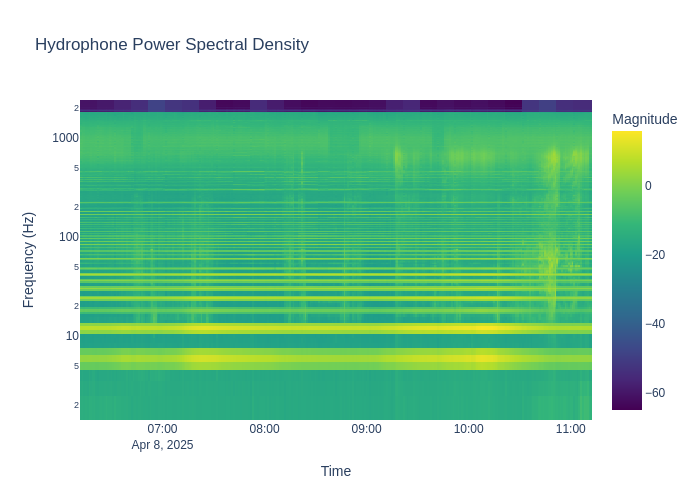 Hydrophone Power Spectral Density
Magnitude
2
1000
5
2
100
5
2
10
5
2
0
−20
−40
−60
Frequency (Hz)
07:00 08:00 09:00 10:00 11:00
Apr 8, 2025
Time